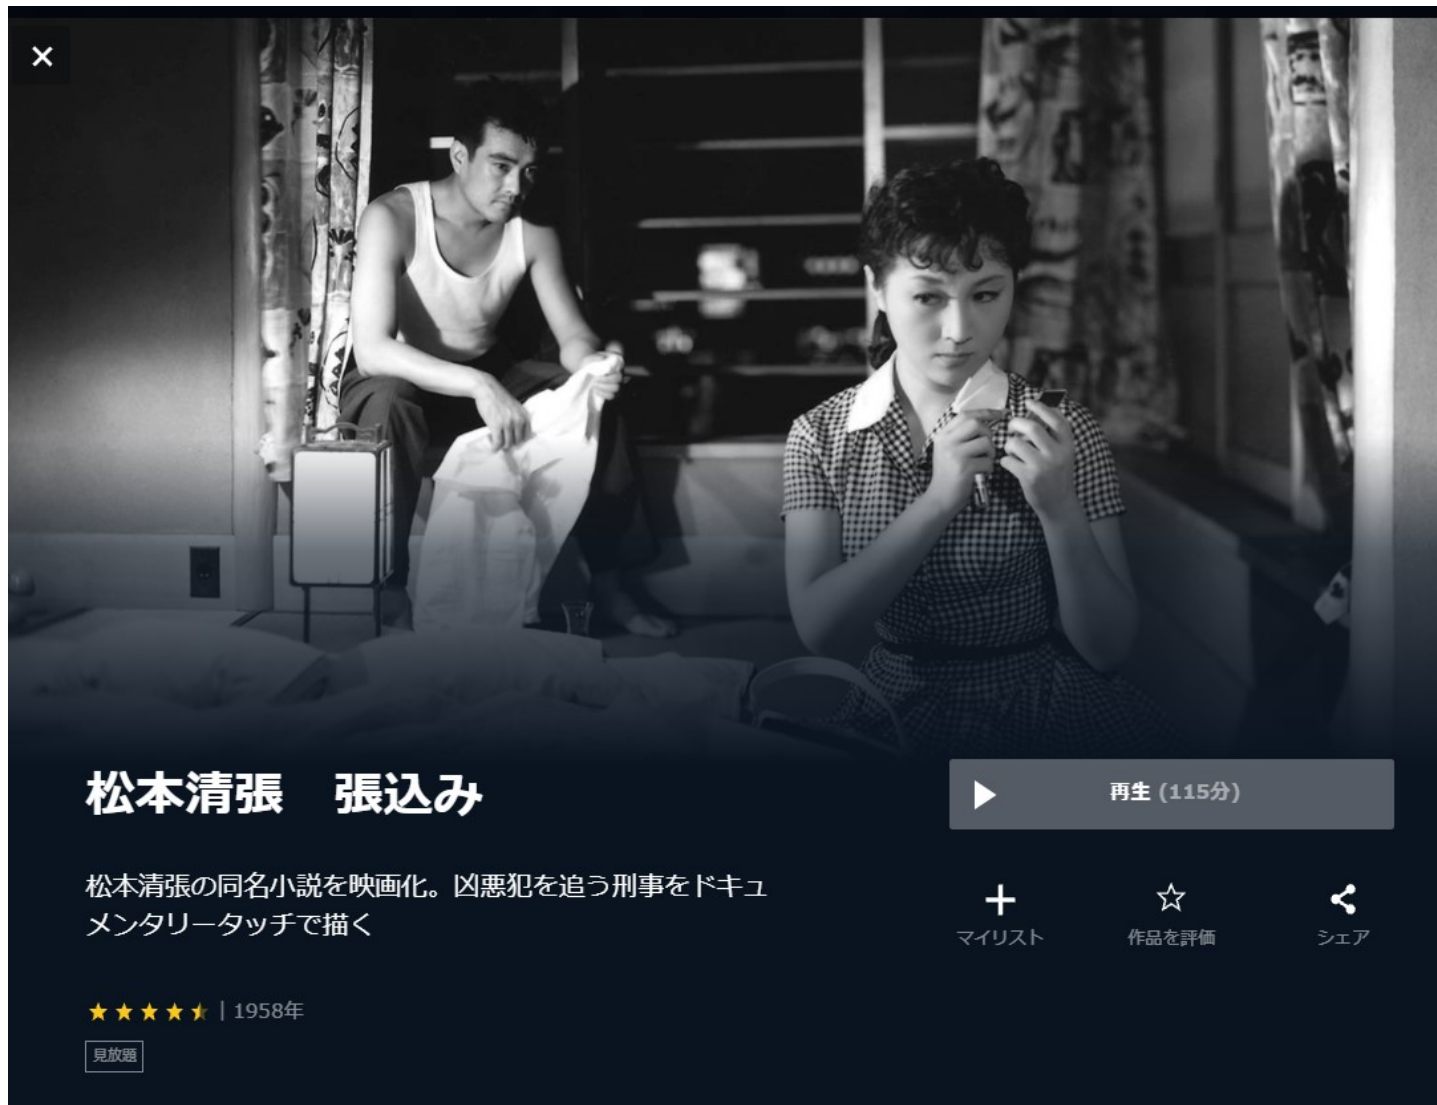 松本清張　張込み
再生 (115分)
松本清張の同名小説を映画化。凶悪犯を追う刑事をドキュ
メンタリータッチで描く
マイリスト
作品を評価
シェア
| 1958年
見放題